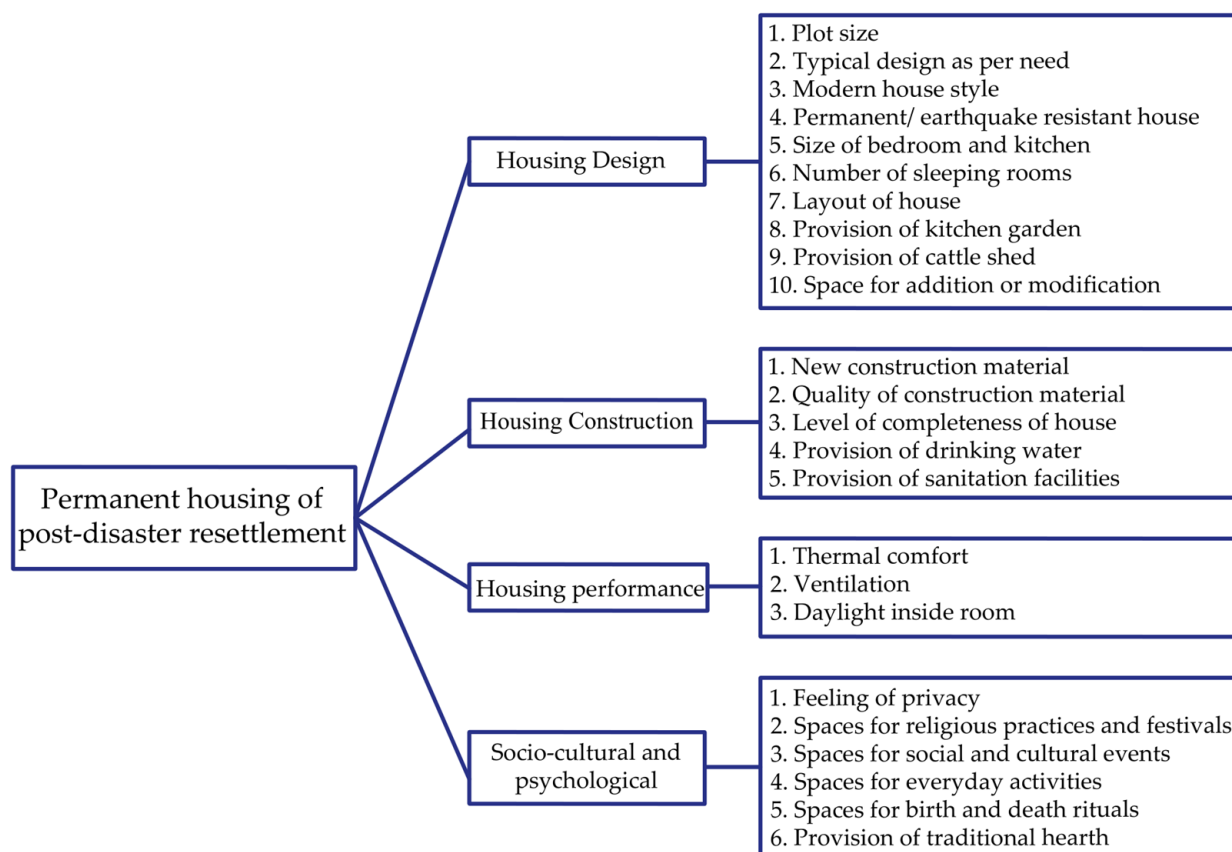 Permanent housing of
post-disaster resettlement
Housing Design
1. Plot size
2. Typical design as per need
3. Modern house style
4. Permanent/ earthquake resistant house
5. Size of bedroom and kitchen
6. Number of sleeping rooms
7. Layout of house
8. Provision of kitchen garden
9. Provision of cattle shed
10. Space for addition or modification
Housing Construction
1. New construction material
2. Quality of construction material
3. Level of completeness of house
4. Provision of drinking water
5. Provision of sanitation facilities
Housing performance
1. Thermal comfort
2. Ventilation
3. Daylight inside room
Socio-cultural and
psychological
1. Feeling of privacy
2. Spaces for religious practices and festivals
3. Spaces for social and cultural events
4. Spaces for everyday activities
5. Spaces for birth and death rituals
6. Provision of traditional hearth